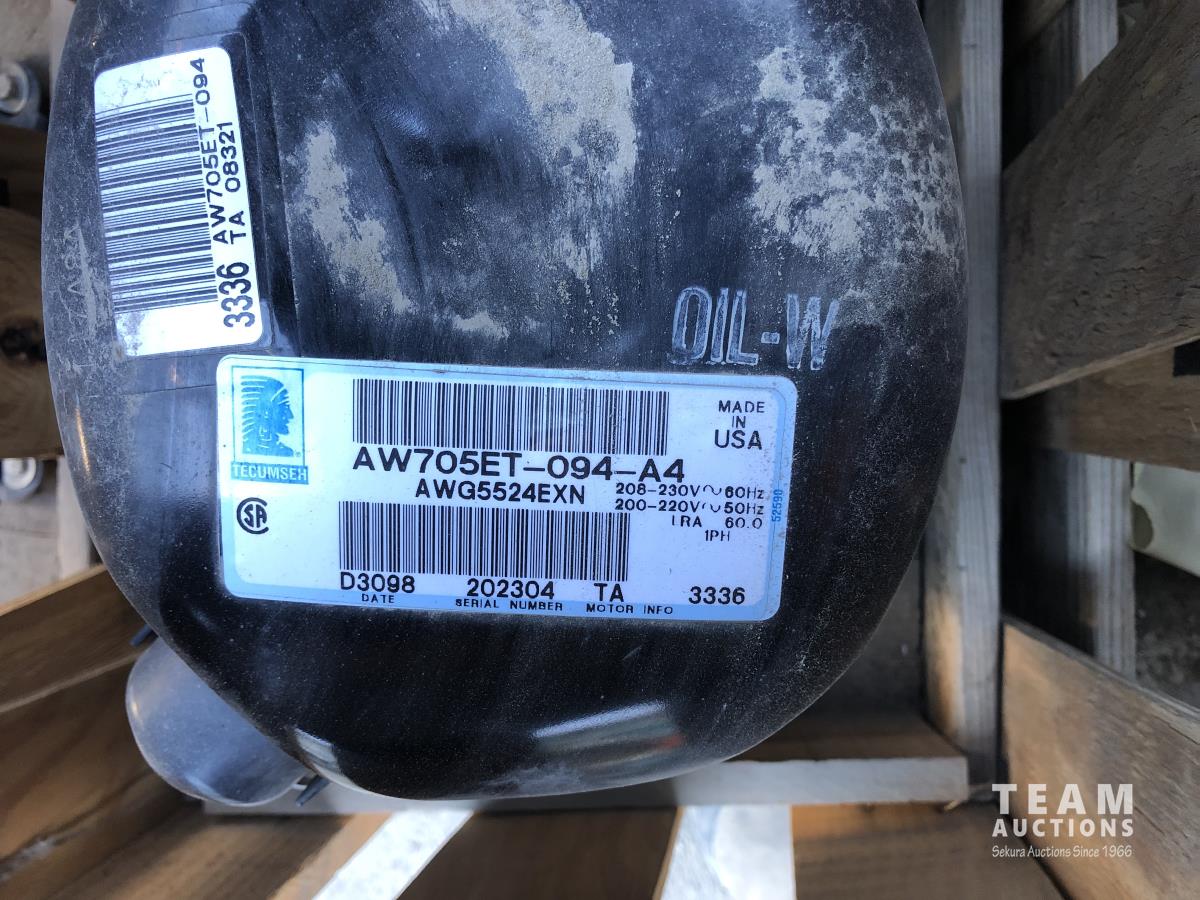 AW705ET-094
TA 08321
3336
OIL-W
TECUMSEH
MADE
IN
USA
AW705ET-094-A4
AWG5524EXN
208-230V~60Hz
200-220V~50Hz
LRA 60.0
1PH
52590
SA
D3098 202304 TA 3336
DATE SERIAL NUMBER MOTOR INFO
TEAM
AUCTIONS
Sekura Auctions Since 1966